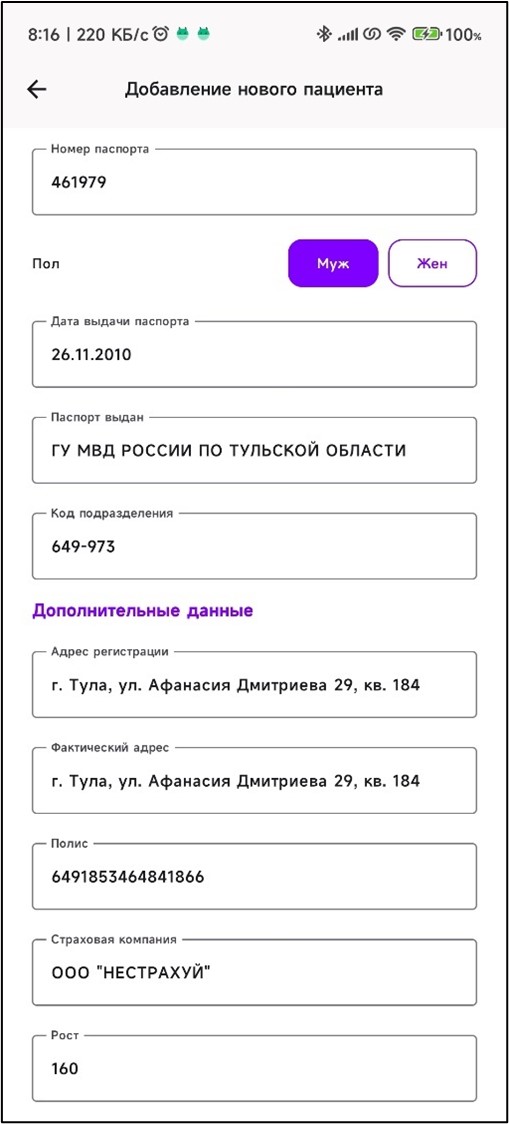 8:16 | 220 КБ/с 100%
Добавление нового пациента
Номер паспорта
461979
Пол Муж Жен
Дата выдачи паспорта
26.11.2010
Паспорт выдан
ГУ МВД РОССИИ ПО ТУЛЬСКОЙ ОБЛАСТИ
Код подразделения
649-973
Дополнительные данные
Адрес регистрации
г. Тула, ул. Афанасия Дмитриева 29, кв. 184
Фактический адрес
г. Тула, ул. Афанасия Дмитриева 29, кв. 184
Полис
6491853464841866
Страховая компания
ООО "НЕСТРАХУЙ"
Рост
160